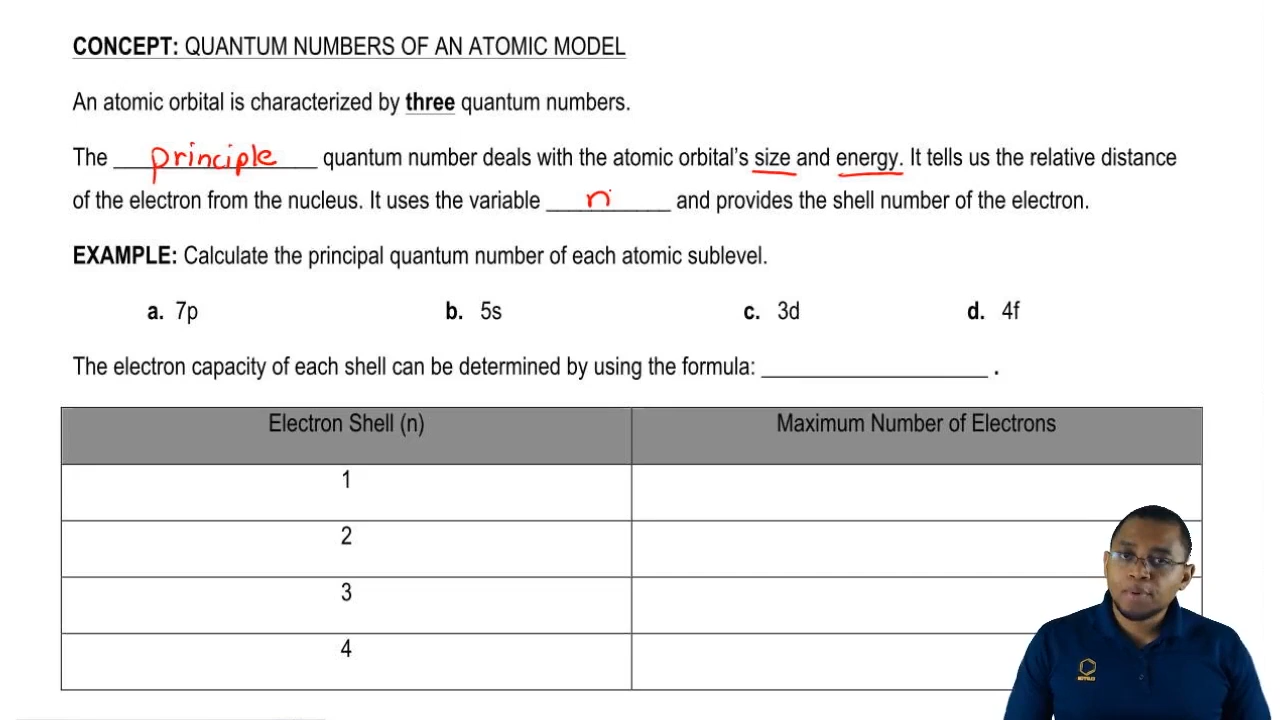 CONCEPT: QUANTUM NUMBERS OF AN ATOMIC MODEL
An atomic orbital is characterized by three quantum numbers.
The principle quantum number deals with the atomic orbital's size and energy. It tells us the relative distance
of the electron from the nucleus. It uses the variable n and provides the shell number of the electron.
EXAMPLE: Calculate the principal quantum number of each atomic sublevel.
a. 7p b. 5s c. 3d d. 4f
The electron capacity of each shell can be determined by using the formula: ____________________ .
Electron Shell (n) Maximum Number of Electrons
1
2
3
4